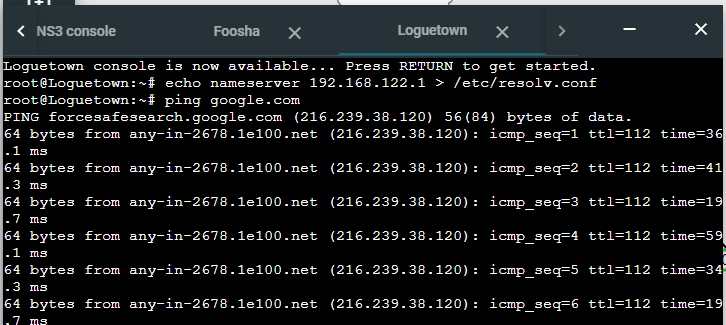 NS3 console
Foosha
Loguetown
Loguetown console is now available... Press RETURN to get started.
root@Loguetown:~# echo nameserver 192.168.122.1 > /etc/resolv.conf
root@Loguetown:~# ping google.com
PING forcesafesearch.google.com (216.239.38.120) 56(84) bytes of data.
64 bytes from any-in-2678.1e100.net (216.239.38.120): icmp_seq=1 ttl=112 time=36
.1 ms
64 bytes from any-in-2678.1e100.net (216.239.38.120): icmp_seq=2 ttl=112 time=41
.3 ms
64 bytes from any-in-2678.1e100.net (216.239.38.120): icmp_seq=3 ttl=112 time=19
.7 ms
64 bytes from any-in-2678.1e100.net (216.239.38.120): icmp_seq=4 ttl=112 time=59
.1 ms
64 bytes from any-in-2678.1e100.net (216.239.38.120): icmp_seq=5 ttl=112 time=34
.3 ms
64 bytes from any-in-2678.1e100.net (216.239.38.120): icmp_seq=6 ttl=112 time=19
.7 ms